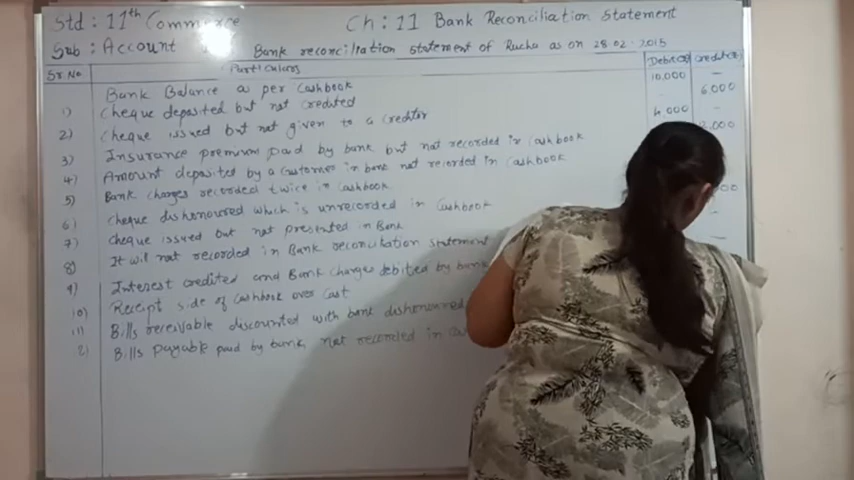 Std : 11th Commerce
Ch : 11 Bank Reconciliation Statement
Sub : Account
Bank reconciliation statement of Rucha as on 28.02.2015
Sr.No Particulars Debit Credit
Bank Balance as per Cashbook 10,000 —
1) Cheque deposited but not credited - 6000
2) Cheque issued but not given to a creditor 4000 -
3) Insurance premium paid by bank but not recorded in Cashbook 2,000
4) Amount deposited by a customer in bank not recorded in Cashbook
5) Bank charges recorded twice in Cashbook
6) Cheque dishonoured which is unrecorded in Cashbook
7) Cheque issued but not presented in Bank
8) It will not recorded in Bank reconcitation statement
9) Interest credited and Bank charges debited by bank
10) Receipt side of Cashbook over Cast
11) Bills receivable discounted with bank dishonoured
2) Bills Payable paid by bank, not recorded in